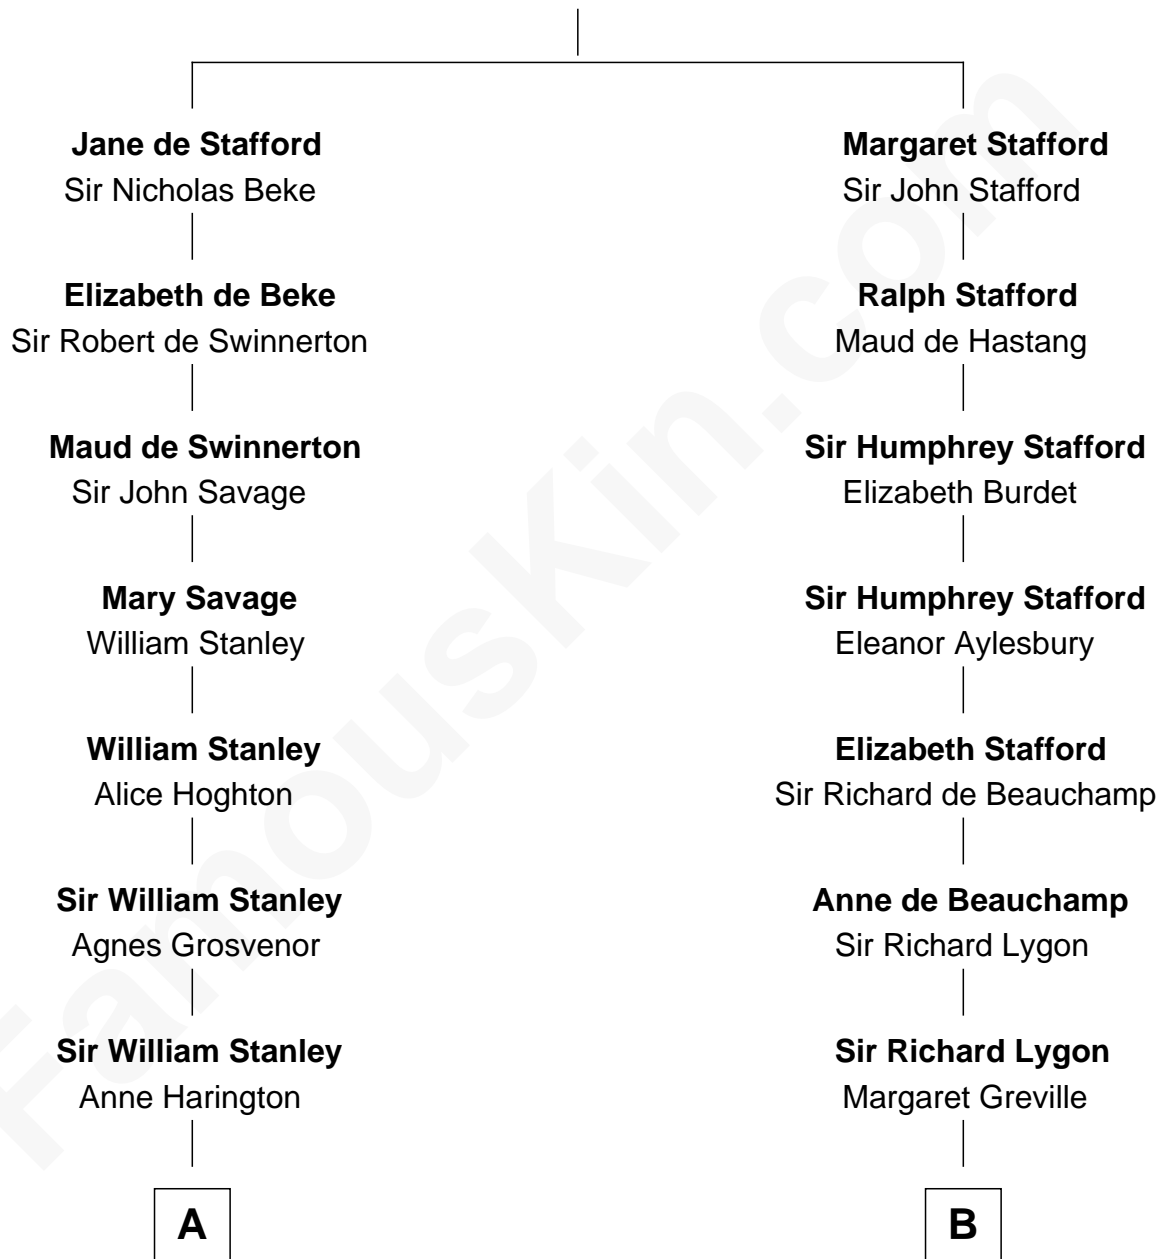 Jane de Stafford
Sir Nicholas Beke
Elizabeth de Beke
Sir Robert de Swinnerton
Maud de Swinnerton
Sir John Savage
Mary Savage
William Stanley
William Stanley
Alice Hoghton
Sir William Stanley
Agnes Grosvenor
Sir William Stanley
Anne Harington
A
Margaret Stafford
Sir John Stafford
Ralph Stafford
Maud de Hastang
Sir Humphrey Stafford
Elizabeth Burdet
Sir Humphrey Stafford
Eleanor Aylesbury
Elizabeth Stafford
Sir Richard de Beauchamp
Anne de Beauchamp
Sir Richard Lygon
Sir Richard Lygon
Margaret Greville
B
FamousKin.com